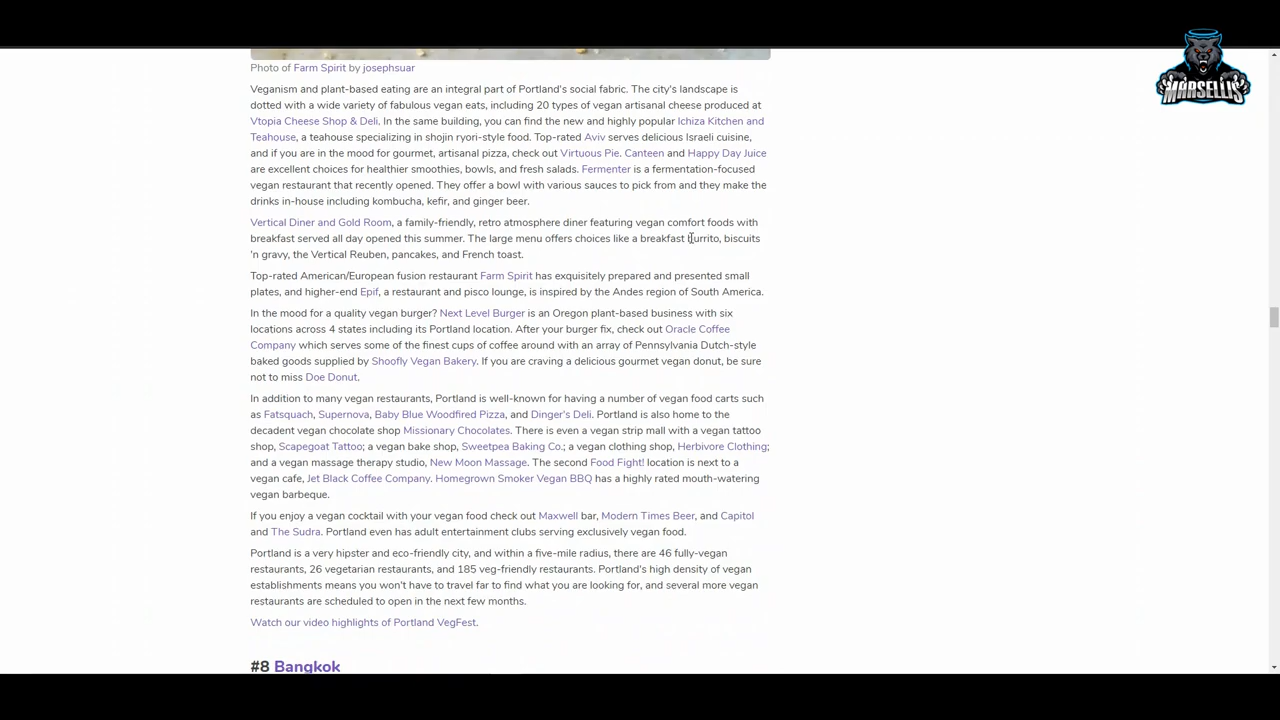 MARSELLIS
Photo of Farm Spirit by josephsuar
Veganism and plant-based eating are an integral part of Portland's social fabric. The city's landscape is
dotted with a wide variety of fabulous vegan eats, including 20 types of vegan artisanal cheese produced at
Vtopia Cheese Shop & Deli. In the same building, you can find the new and highly popular Ichiza Kitchen and
Teahouse, a teahouse specializing in shojin ryori-style food. Top-rated Aviv serves delicious Israeli cuisine,
and if you are in the mood for gourmet, artisanal pizza, check out Virtuous Pie. Canteen and Happy Day Juice
are excellent choices for healthier smoothies, bowls, and fresh salads. Fermenter is a fermentation-focused
vegan restaurant that recently opened. They offer a bowl with various sauces to pick from and they make the
drinks in-house including kombucha, kefir, and ginger beer.
Vertical Diner and Gold Room, a family-friendly, retro atmosphere diner featuring vegan comfort foods with
breakfast served all day opened this summer. The large menu offers choices like a breakfast burrito, biscuits
'n gravy, the Vertical Reuben, pancakes, and French toast.
Top-rated American/European fusion restaurant Farm Spirit has exquisitely prepared and presented small
plates, and higher-end Epif, a restaurant and pisco lounge, is inspired by the Andes region of South America.
In the mood for a quality vegan burger? Next Level Burger is an Oregon plant-based business with six
locations across 4 states including its Portland location. After your burger fix, check out Oracle Coffee
Company which serves some of the finest cups of coffee around with an array of Pennsylvania Dutch-style
baked goods supplied by Shoofly Vegan Bakery. If you are craving a delicious gourmet vegan donut, be sure
not to miss Doe Donut.
In addition to many vegan restaurants, Portland is well-known for having a number of vegan food carts such
as Fatsquach, Supernova, Baby Blue Woodfired Pizza, and Dinger's Deli. Portland is also home to the
decadent vegan chocolate shop Missionary Chocolates. There is even a vegan strip mall with a vegan tattoo
shop, Scapegoat Tattoo; a vegan bake shop, Sweetpea Baking Co.; a vegan clothing shop, Herbivore Clothing;
and a vegan massage therapy studio, New Moon Massage. The second Food Fight! location is next to a
vegan cafe, Jet Black Coffee Company. Homegrown Smoker Vegan BBQ has a highly rated mouth-watering
vegan barbeque.
If you enjoy a vegan cocktail with your vegan food check out Maxwell bar, Modern Times Beer, and Capitol
and The Sudra. Portland even has adult entertainment clubs serving exclusively vegan food.
Portland is a very hipster and eco-friendly city, and within a five-mile radius, there are 46 fully-vegan
restaurants, 26 vegetarian restaurants, and 185 veg-friendly restaurants. Portland's high density of vegan
establishments means you won't have to travel far to find what you are looking for, and several more vegan
restaurants are scheduled to open in the next few months.
Watch our video highlights of Portland VegFest.
#8 Bangkok